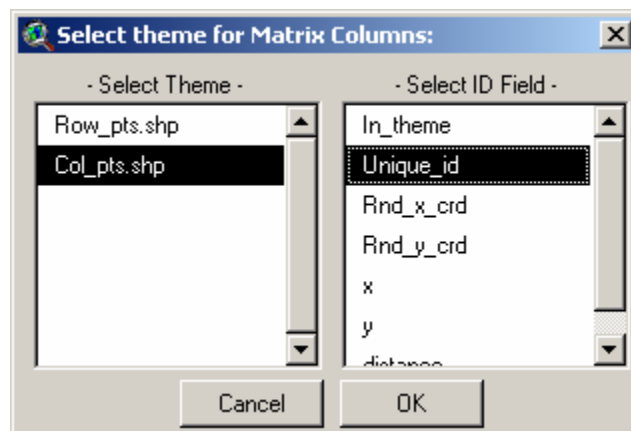 Select theme for Matrix Columns:
- Select Theme -
Row_pts.shp
Col_pts.shp
- Select ID Field -
In_theme
Unique_id
Rnd_x_crd
Rnd_y_crd
x
y
distance
Cancel
OK